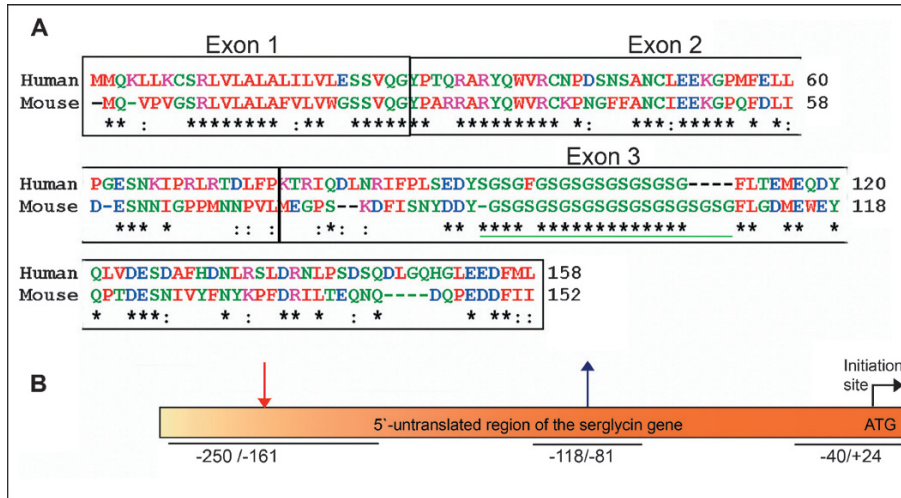 A
Exon 1 Exon 2
Human MMQKLLKCSRLVLALALILVLESSVQGYPTQRARYQWVRCNPDSNSANCLEEKGPMFELL 60
Mouse -MQ-VPVGSRLVLALAFVLVWGSSVQGYPARRARYQWVRCKPNGFFANCIEEKGPQFDLI 58
** : ******** :** ********* ********* *: ***:***** *:*:
Exon 3
Human PGESNKIPRLRTDLFPKTRIQDLNRIFPLSEDYSGSGFGSGSGSGSGSGSGSG----FLTEMEQDY 120
Mouse D-ESNNIGPPMNNPVLMEGPS--KDFISNYDDY-GSGSGSGSGSGSGSGSGSGSGSGFLGDMEWEY 118
*** * : : : :* : : ** *** ************** ** ** *
Human QLVDESDAFHDNLRSLDRNLPSDSQDLGQHGLEEDFML 158
Mouse QPTDESNIVYFNYKPFDRILTEQNQ----DQPEDDFII 152
* ***: * : ** * : * * **::
B
Initiation
site
5`-untranslated region of the serglycin gene ATG
-250 /-161 -118/-81 -40/+24